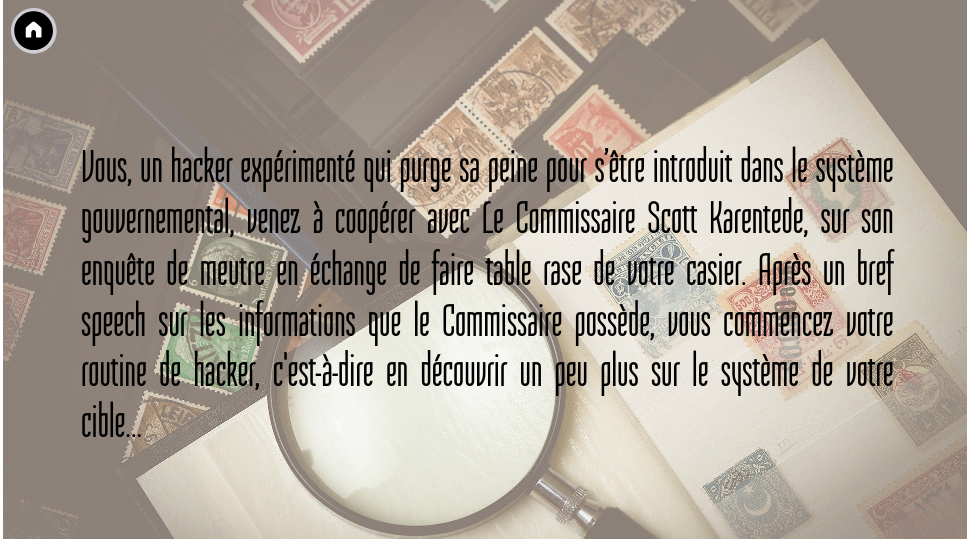 Vous, un hacker expérimenté qui purge sa peine pour s'être introduit dans le système
gouvernemental, venez à coopérer avec Le Commissaire Scott Karentede, sur son
enquête de meutre en échange de faire table rase de votre casier. Après un bref
speech sur les informations que le Commissaire possède, vous commencez votre
routine de hacker, c'est-à-dire en découvrir un peu plus sur le système de votre
cible...